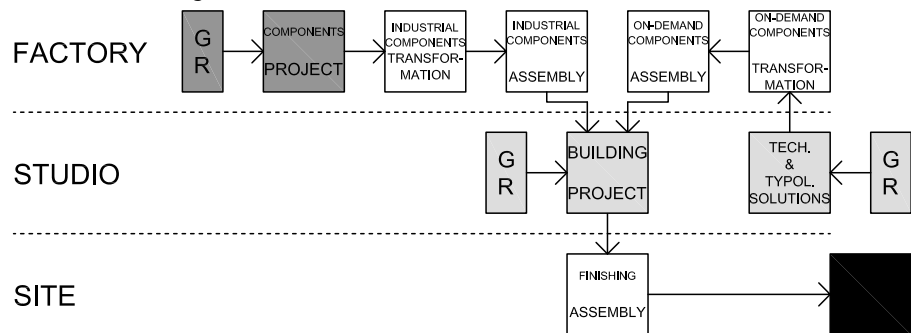 FACTORY
G
R
COMPONENTS
PROJECT
INDUSTRIAL
COMPONENTS
TRANSFOR-
MATION
INDUSTRIAL
COMPONENTS
ASSEMBLY
ON-DEMAND
COMPONENTS
ASSEMBLY
ON-DEMAND
COMPONENTS
TRANSFOR-
MATION
STUDIO
G
R
BUILDING
PROJECT
TECH.
&
TYPOL.
SOLUTIONS
G
R
SITE
FINISHING
ASSEMBLY